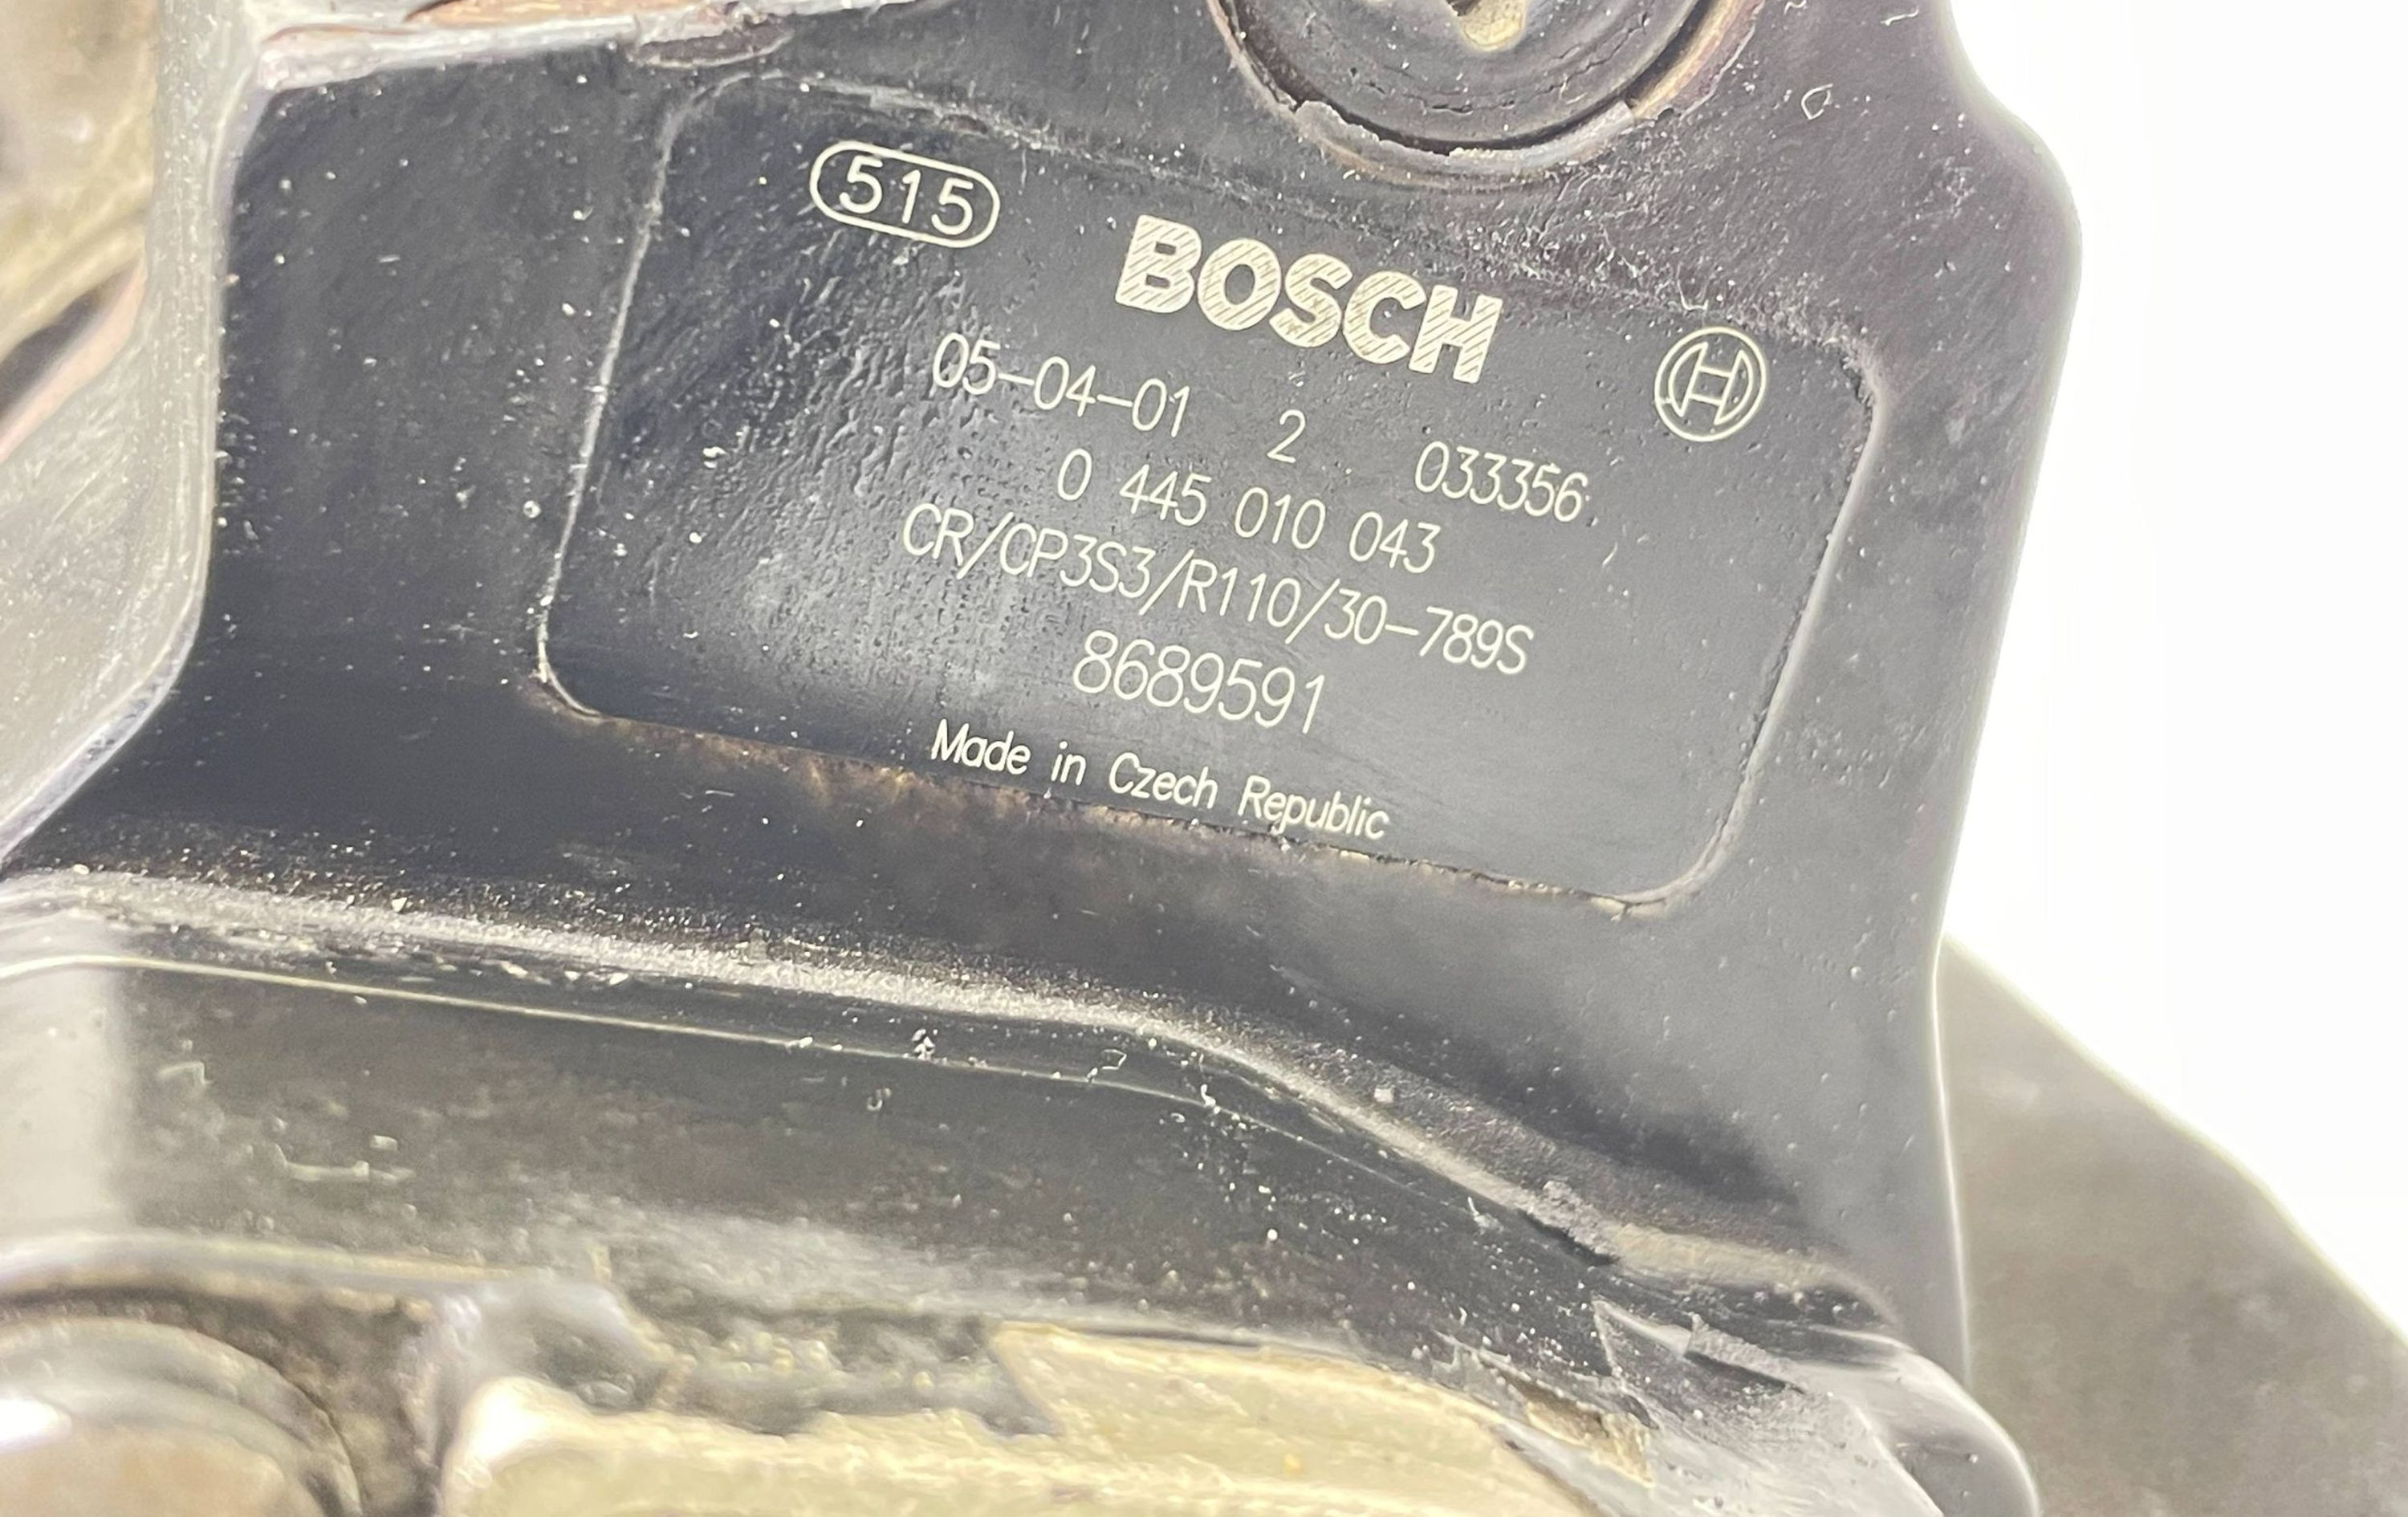 515
BOSCH
05-04-01 2 033356
0 445 010 043
CR/CP3S3/R110/30-789S
8689591
Made in Czech Republic